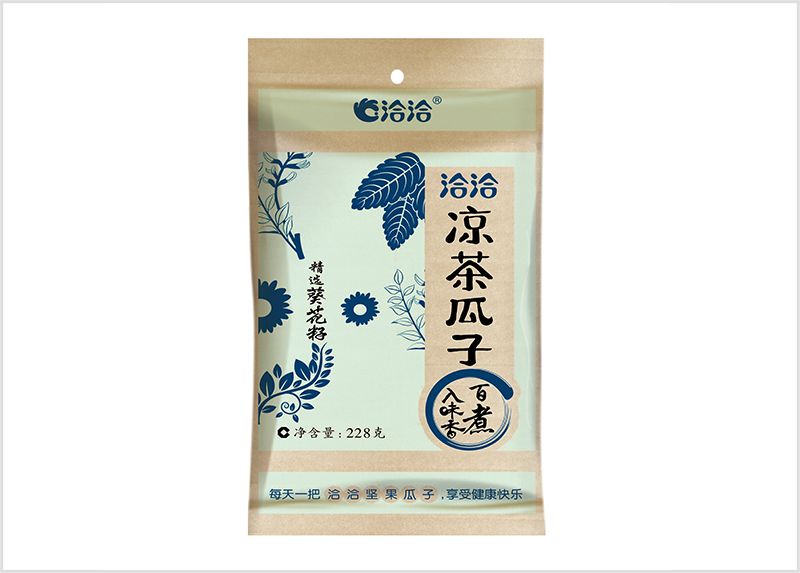 洽洽®
洽洽
凉茶瓜子
百煮
入味香
精选葵花籽
净含量：228克
每天一把 洽洽坚果瓜子，享受健康快乐